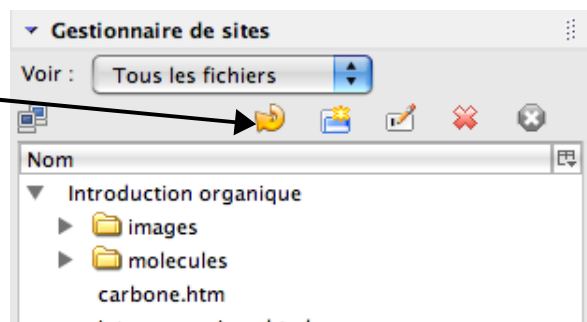 Gestionnaire de sites
Voir : Tous les fichiers
Nom
Introduction organique
images
molecules
carbone.htm